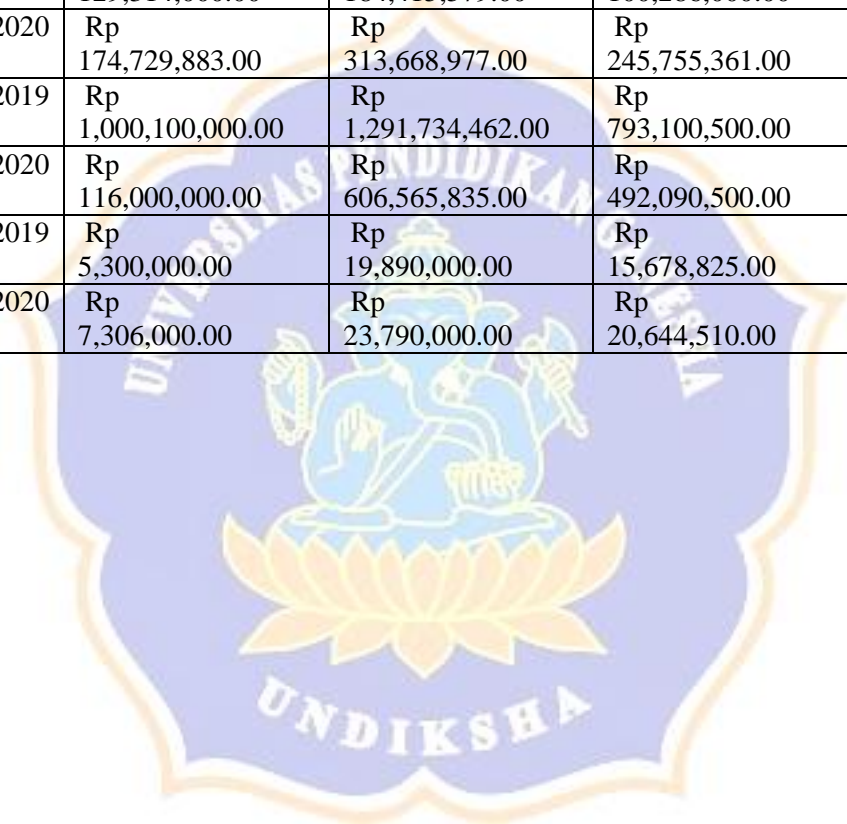 2020 Rp Rp Rp
174,729,883.00 313,668,977.00 245,755,361.00
2019 Rp Rp Rp
1,000,100,000.00 1,291,734,462.00 793,100,500.00
2020 Rp Rp Rp
116,000,000.00 606,565,835.00 492,090,500.00
2019 Rp Rp Rp
5,300,000.00 19,890,000.00 15,678,825.00
2020 Rp Rp Rp
7,306,000.00 23,790,000.00 20,644,510.00
UNIVERSITAS PENDIDIKAN GANESHA
UNDIKSHA